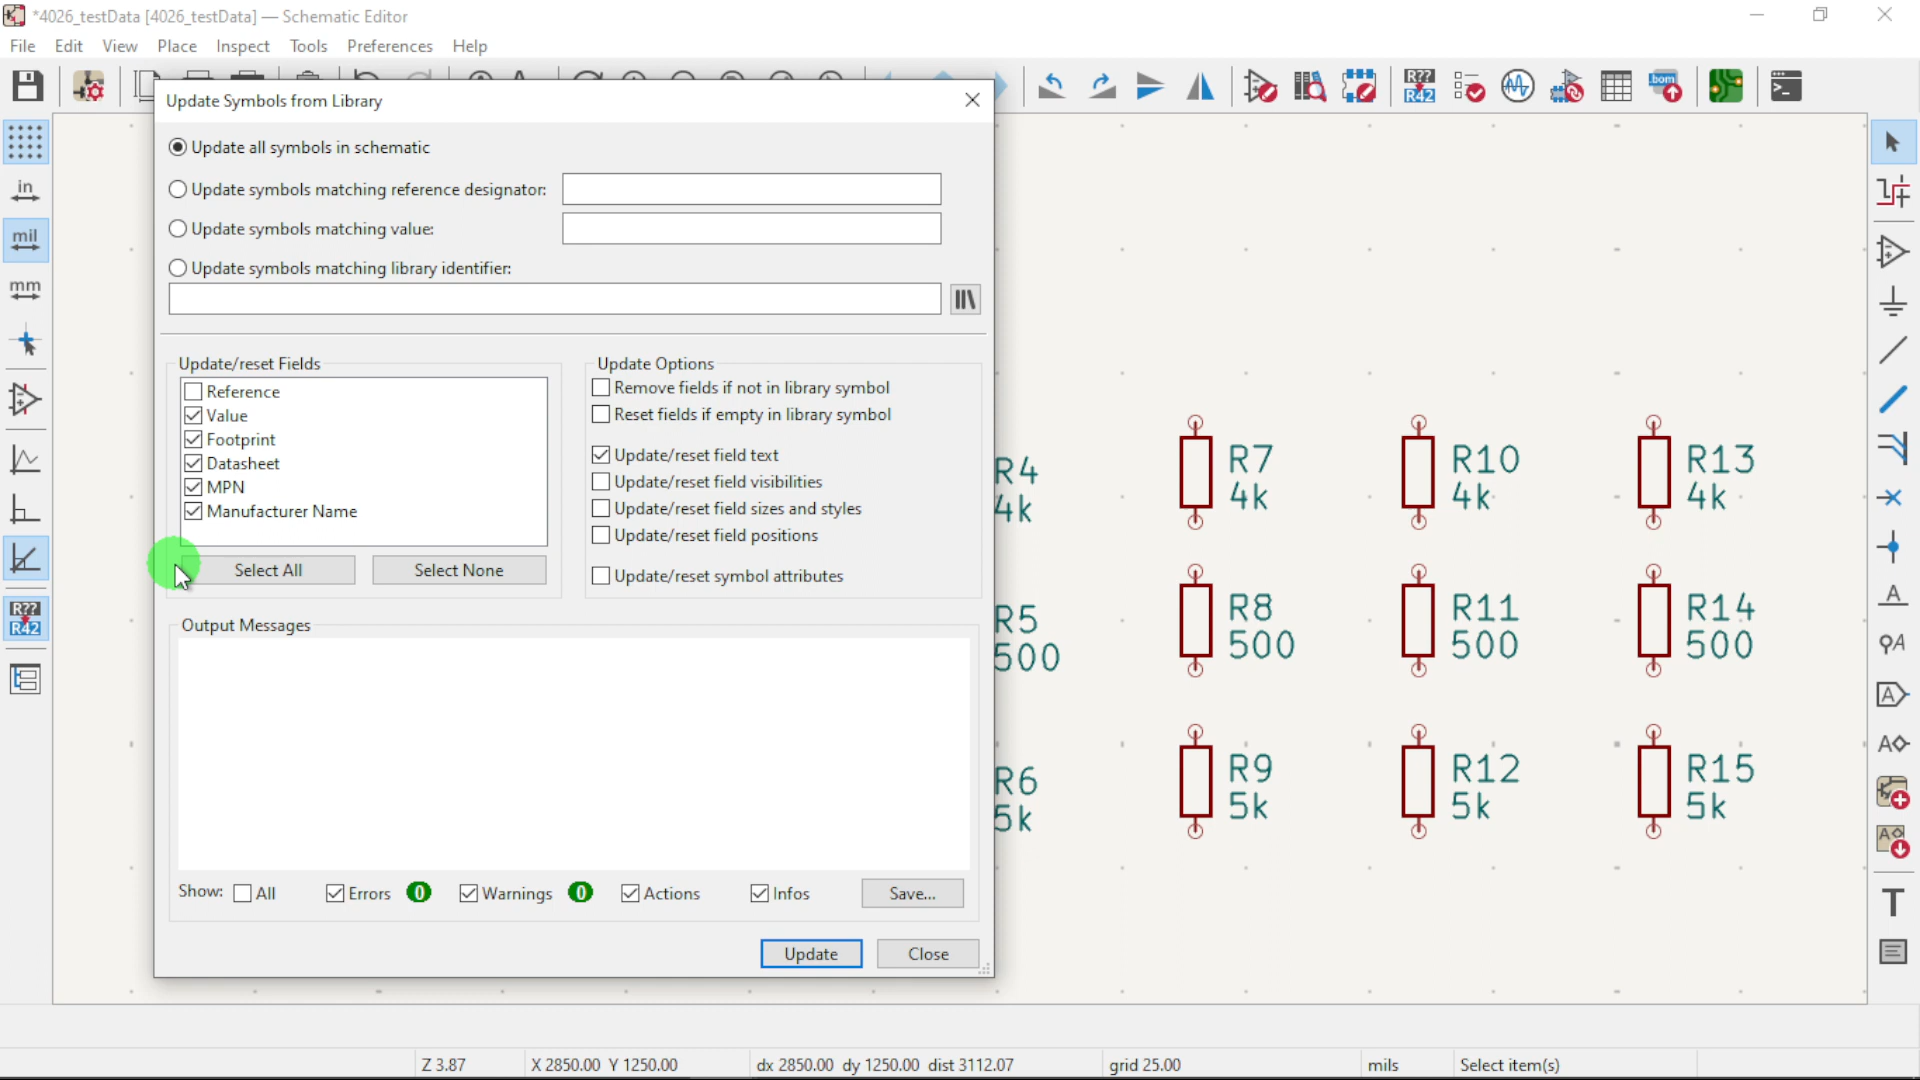 *4026_testData [4026_testData] — Schematic Editor
File Edit View Place Inspect Tools Preferences Help
R??
R42
bom
Update Symbols from Library
Update all symbols in schematic
Update symbols matching reference designator:
Update symbols matching value:
Update symbols matching library identifier:
in
mil
mm
R??
R42
Update/reset Fields
Reference
Value
Footprint
Datasheet
MPN
Manufacturer Name
Select All Select None
Update Options
Remove fields if not in library symbol
Reset fields if empty in library symbol
Update/reset field text
Update/reset field visibilities
Update/reset field sizes and styles
Update/reset field positions
Update/reset symbol attributes
Output Messages
Show: All Errors 0 Warnings 0 Actions Infos Save...
Update Close
R4
4k
R7
4k
R10
4k
R13
4k
R5
500
R8
500
R11
500
R14
500
R6
5k
R9
5k
R12
5k
R15
5k
A
A
A
A
A
T
Z 3.87 X 2850.00 Y 1250.00 dx 2850.00 dy 1250.00 dist 3112.07 grid 25.00 mils Select item(s)